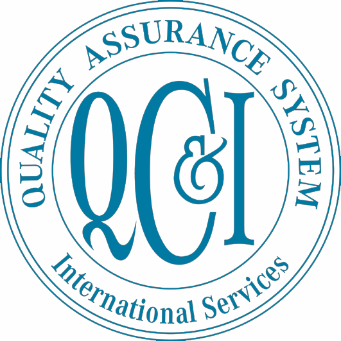 QUALITY ASSURANCE SYSTEM
QC&I
International Services